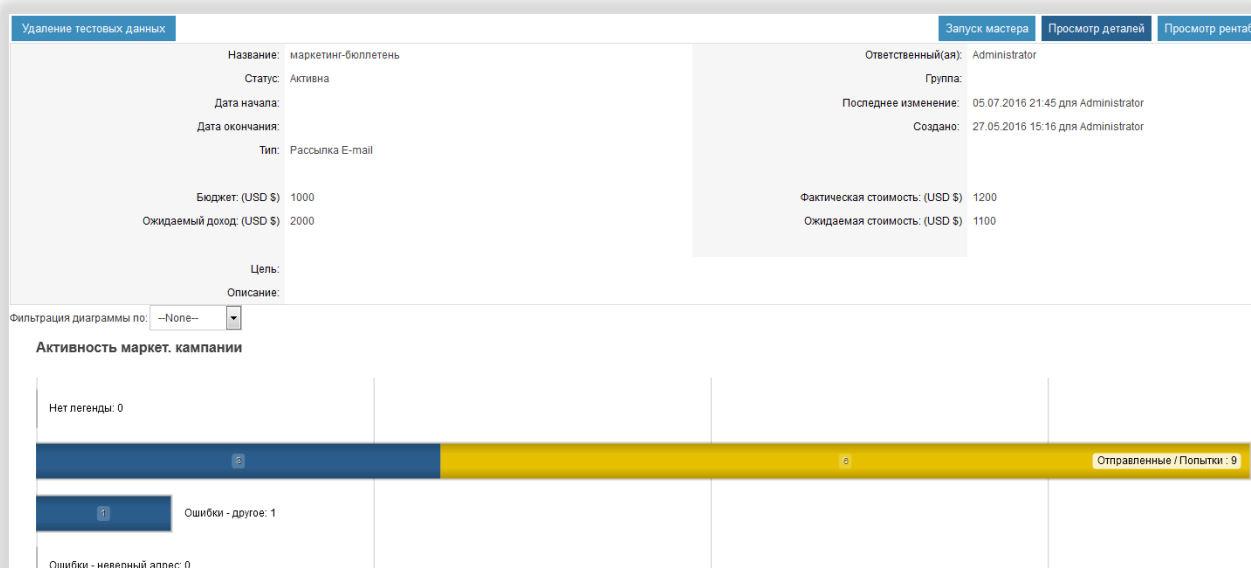 Удаление тестовых данных
Запуск мастера
Просмотр деталей
Просмотр рентаб
Название: маркетинг-бюллетень
Ответственный(ая): Administrator
Статус: Активна
Группа:
Дата начала:
Последнее изменение: 05.07.2016 21:45 для Administrator
Дата окончания:
Создано: 27.05.2016 15:16 для Administrator
Тип: Рассылка E-mail
Бюджет: (USD $) 1000
Фактическая стоимость: (USD $) 1200
Ожидаемый доход: (USD $) 2000
Ожидаемая стоимость: (USD $) 1100
Цель:
Описание:
Фильтрация диаграммы по: --None--
Активность маркет. кампании
Нет легенды: 0
3
6
Отправленные / Попытки : 9
1
Ошибки - другое: 1
Ошибки - неверный адрес: 0